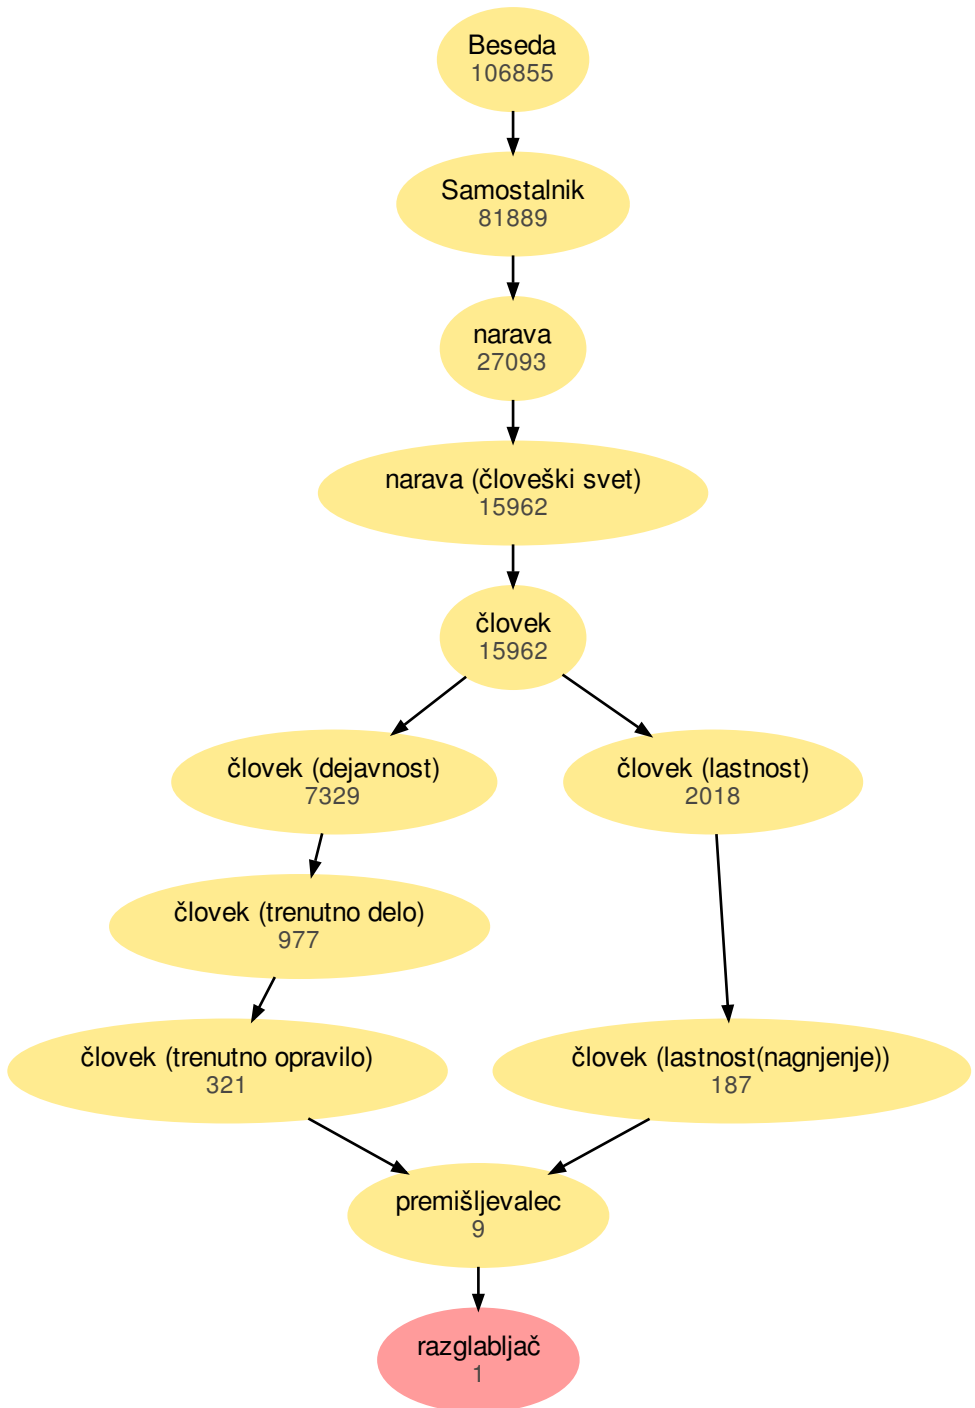 Beseda
106855
Samostalnik
81889
narava
27093
narava (človeški svet)
15962
človek
15962
človek (dejavnost)
7329
človek (lastnost)
2018
človek (trenutno delo)
977
človek (trenutno opravilo)
321
človek (lastnost(nagnjenje))
187
premišljevalec
9
razglabljač
1